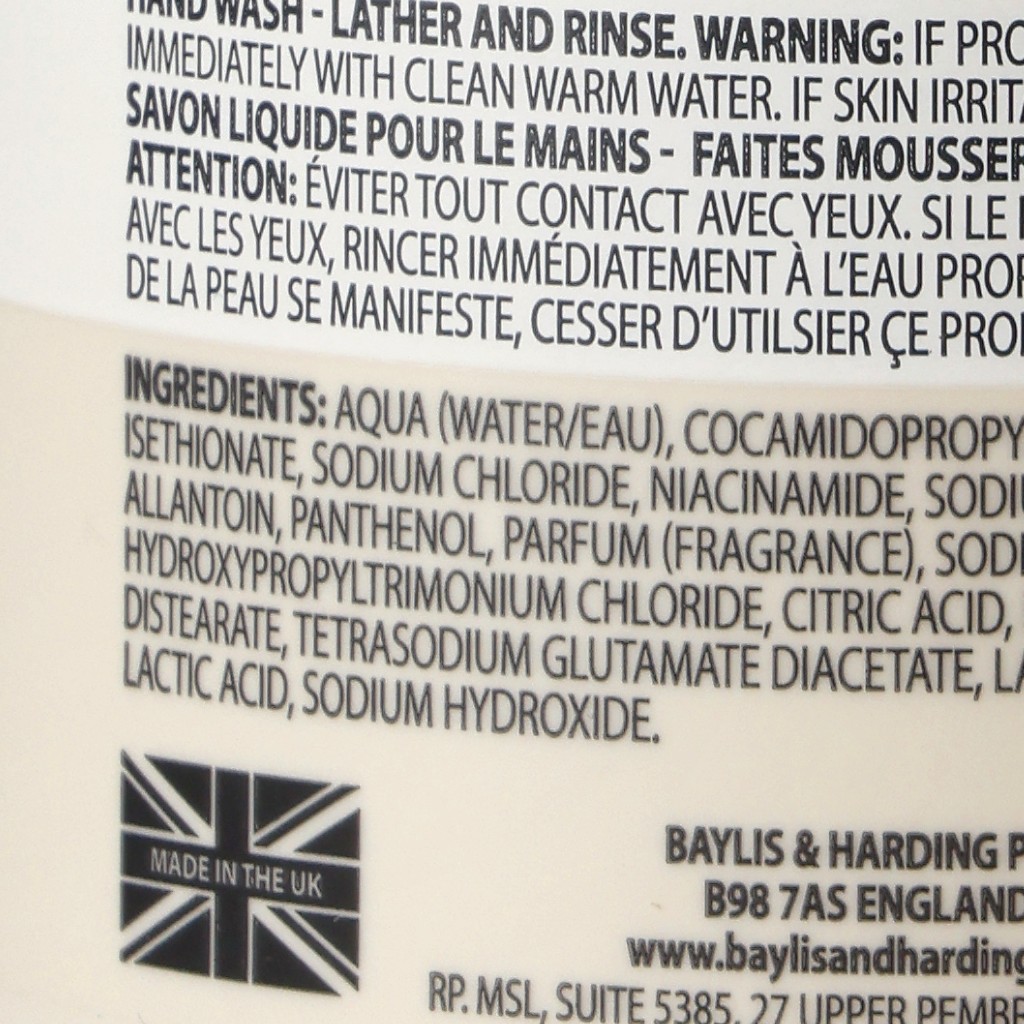 HAND WASH - LATHER AND RINSE. WARNING: IF PRO
IMMEDIATELY WITH CLEAN WARM WATER. IF SKIN IRRITA
SAVON LIQUIDE POUR LE MAINS - FAITES MOUSSER
ATTENTION: ÉVITER TOUT CONTACT AVEC YEUX. SI LE
AVEC LES YEUX, RINCER IMMÉDIATEMENT À L'EAU PROP
DE LA PEAU SE MANIFESTE, CESSER D'UTILSIER ÇE PRO
INGREDIENTS: AQUA (WATER/EAU), COCAMIDOPROPY
ISETHIONATE, SODIUM CHLORIDE, NIACINAMIDE, SODIU
ALLANTOIN, PANTHENOL, PARFUM (FRAGRANCE), SODI
HYDROXYPROPYLTRIMONIUM CHLORIDE, CITRIC ACID,
DISTEARATE, TETRASODIUM GLUTAMATE DIACETATE, LA
LACTIC ACID, SODIUM HYDROXIDE.
MADE IN THE UK
BAYLIS & HARDING P
B98 7AS ENGLAND
www.baylisandharding
RP. MSL, SUITE 5385, 27 UPPER PEMBR